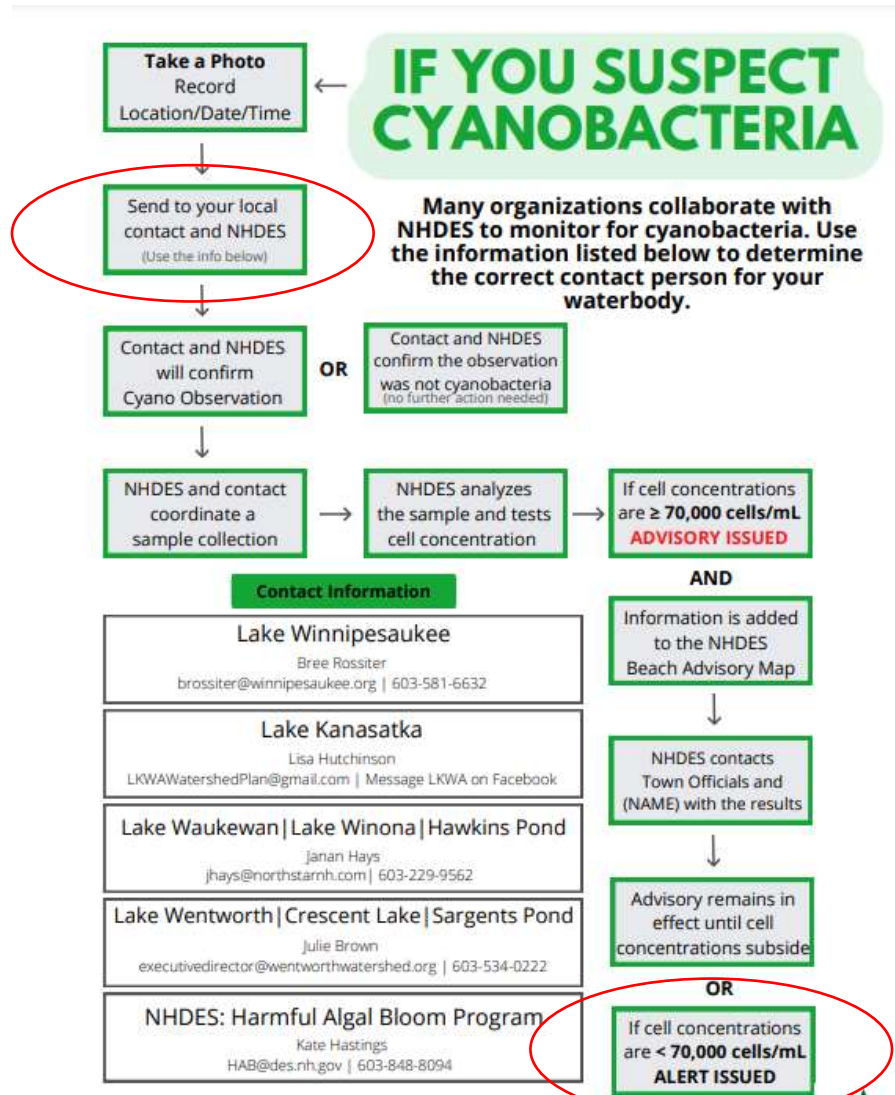 IF YOU SUSPECT
CYANOBACTERIA
Take a Photo
Record
Location/Date/Time
Send to your local
contact and NHDES
(Use the info below)
Many organizations collaborate with
NHDES to monitor for cyanobacteria. Use
the information listed below to determine
the correct contact person for your
waterbody.
Contact and NHDES
will confirm
Cyano Observation
OR
Contact and NHDES
confirm the observation
was not cyanobacteria
(no further action needed)
NHDES and contact
coordinate a
sample collection
NHDES analyzes
the sample and tests
cell concentration
If cell concentrations
are ≥ 70,000 cells/mL
ADVISORY ISSUED
AND
Information is added
to the NHDES
Beach Advisory Map
NHDES contacts
Town Officials and
(NAME) with the results
Advisory remains in
effect until cell
concentrations subside
OR
If cell concentrations
are < 70,000 cells/mL
ALERT ISSUED
Contact Information
Lake Winnipesaukee
Bree Rossiter
brossiter@winnipesaukee.org | 603-581-6632
Lake Kanasatka
Lisa Hutchinson
LKWAWatershedPlan@gmail.com | Message LKWA on Facebook
Lake Waukewan|Lake Winona|Hawkins Pond
Janan Hays
jhays@northstarnh.com| 603-229-9562
Lake Wentworth|Crescent Lake|Sargents Pond
Julie Brown
executivedirector@wentworthwatershed.org | 603-534-0222
NHDES: Harmful Algal Bloom Program
Kate Hastings
HAB@des.nh.gov | 603-848-8094